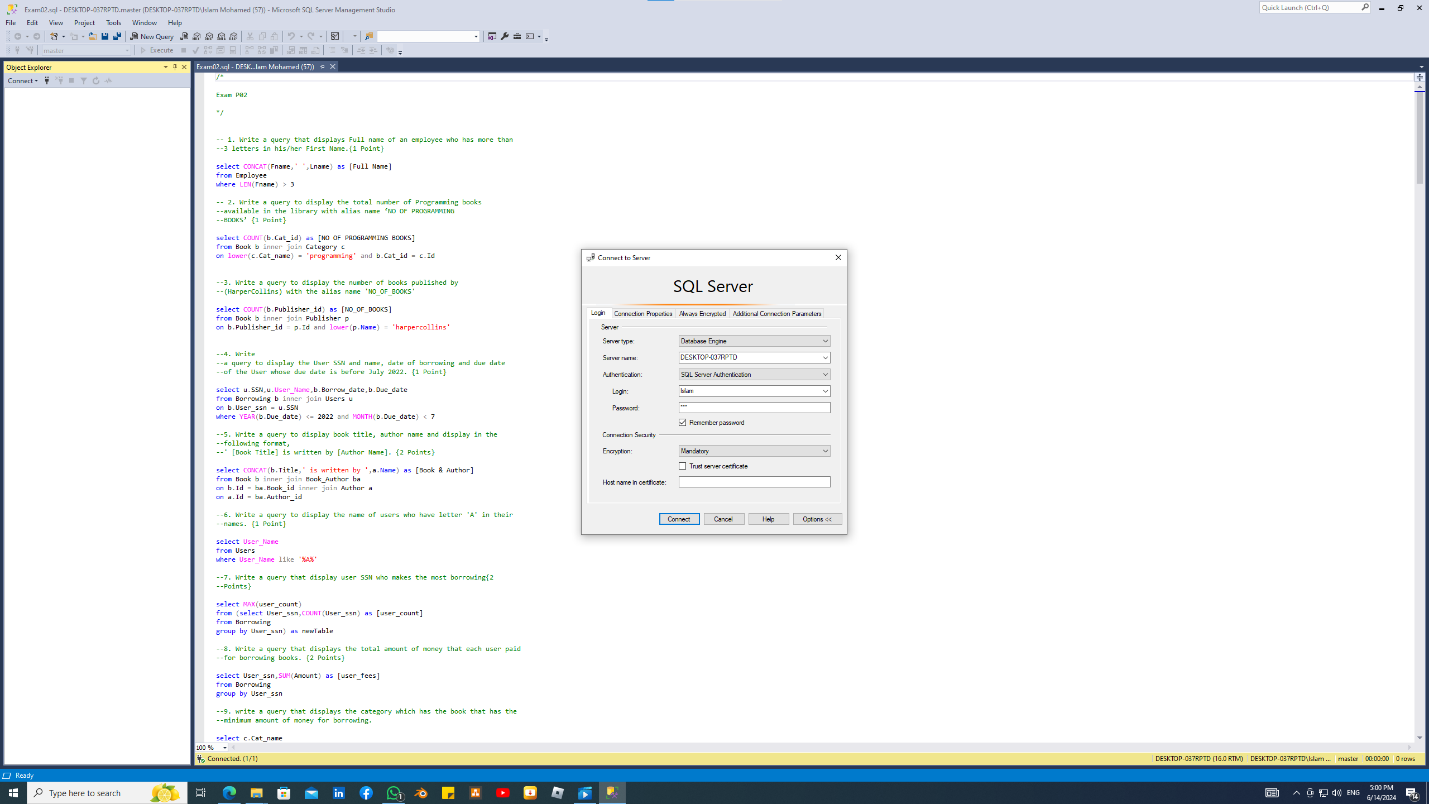 Exam02.sql - DESKTOP-037RPTD.master (DESKTOP-037RPTD\Islam Mohamed (57)) - Microsoft SQL Server Management Studio
Quick Launch (Ctrl+Q)
File Edit View Project Tools Window Help
New Query
master Execute
Object Explorer
Exam02.sql - DESK...lam Mohamed (57))
Connect
/*
Exam P02
*/
-- 1. Write a query that displays Full name of an employee who has more than
--3 letters in his/her First Name.{1 Point}
select CONCAT(Fname,' ',Lname) as [Full Name]
from Employee
where LEN(Fname) > 3
-- 2. Write a query to display the total number of Programming books
--available in the library with alias name 'NO OF PROGRAMMING
--BOOKS' {1 Point}
select COUNT(b.Cat_id) as [NO OF PROGRAMMING BOOKS]
from Book b inner join Category c
on lower(c.Cat_name) = 'programming' and b.Cat_id = c.Id
--3. Write a query to display the number of books published by
--(HarperCollins) with the alias name 'NO_OF_BOOKS'
select COUNT(b.Publisher_id) as [NO_OF_BOOKS]
from Book b inner join Publisher p
on b.Publisher_id = p.Id and lower(p.Name) = 'harpercollins'
--4. Write
--a query to display the User SSN and name, date of borrowing and due date
--of the User whose due date is before July 2022. {1 Point}
select u.SSN,u.User_Name,b.Borrow_date,b.Due_date
from Borrowing b inner join Users u
on b.User_ssn = u.SSN
where YEAR(b.Due_date) <= 2022 and MONTH(b.Due_date) < 7
--5. Write a query to display book title, author name and display in the
--following format,
--' [Book Title] is written by [Author Name]. {2 Points}
select CONCAT(b.Title,' is written by ',a.Name) as [Book & Author]
from Book b inner join Book_Author ba
on b.Id = ba.Book_id inner join Author a
on a.Id = ba.Author_id
--6. Write a query to display the name of users who have letter 'A' in their
--names. {1 Point}
select User_Name
from Users
where User_Name like '%A%'
--7. Write a query that display user SSN who makes the most borrowing{2
--Points}
select MAX(user_count)
from (select User_ssn,COUNT(User_ssn) as [user_count]
from Borrowing
group by User_ssn) as newTable
--8. Write a query that displays the total amount of money that each user paid
--for borrowing books. {2 Points}
select User_ssn,SUM(Amount) as [user_fees]
from Borrowing
group by User_ssn
--9. write a query that displays the category which has the book that has the
--minimum amount of money for borrowing.
select c.Cat_name
Connect to Server
SQL Server
Login Connection Properties Always Encrypted Additional Connection Parameters
Server
Server type: Database Engine
Server name: DESKTOP-037RPTD
Authentication: SQL Server Authentication
Login: Islam
Password: ***
Remember password
Connection Security
Encryption: Mandatory
Trust server certificate
Host name in certificate:
Connect Cancel Help Options <<
100 %
Connected. (1/1) DESKTOP-037RPTD (16.0 RTM) DESKTOP-037RPTD\Islam ... master 00:00:00 0 rows
Ready
Type here to search
ENG
3:00 PM
6/14/2024